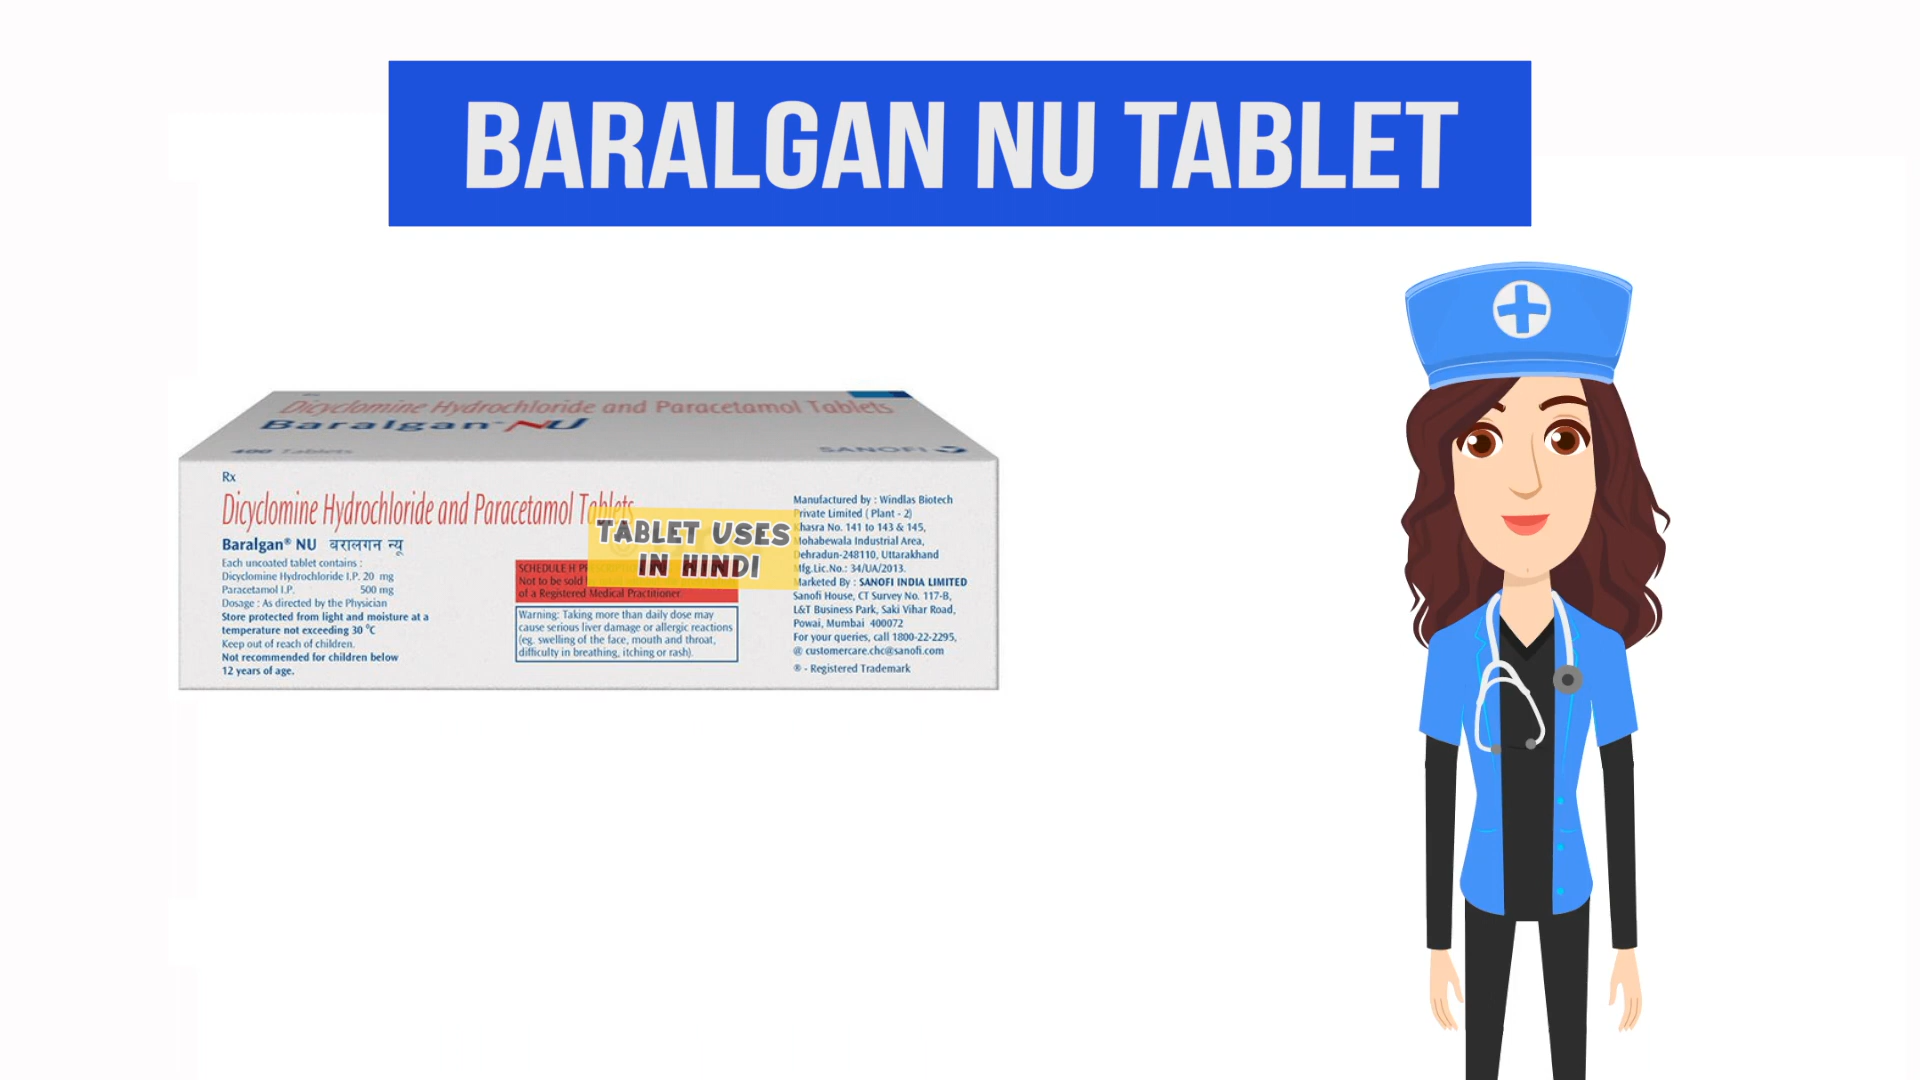 BARALGAN NU TABLET
Dicyclomine Hydrochloride and Paracetamol Tablets
Baralgan NU
400 Tablets
SANOFI
Rx
Dicyclomine Hydrochloride and Paracetamol Tablets
Baralgan® NU बरालगन न्यू
Each uncoated tablet contains :
Dicyclomine Hydrochloride I.P. 20 mg
Paracetamol I.P. 500 mg
Dosage : As directed by the Physician
Store protected from light and moisture at a
temperature not exceeding 30 °C
Keep out of reach of children.
Not recommended for children below
12 years of age.
TABLET USES
IN HINDI
SCHEDULE H
Not to be sold
of a Registered Medical Practitioner
Warning: Taking more than daily dose may
cause serious liver damage or allergic reactions
(eg. swelling of the face, mouth and throat,
difficulty in breathing, itching or rash).
Manufactured by : Windlas Biotech
Private Limited ( Plant - 2)
Khasra No. 141 to 143 & 145,
Mohabewala Industrial Area,
Dehradun-248110, Uttarakhand
Mfg.Lic.No.: 34/UA/2013.
Marketed By : SANOFI INDIA LIMITED
Sanofi House, CT Survey No. 117-B,
L&T Business Park, Saki Vihar Road,
Powai, Mumbai 400072
For your queries, call 1800-22-2295,
@ customercare.chc@sanofi.com
® - Registered Trademark